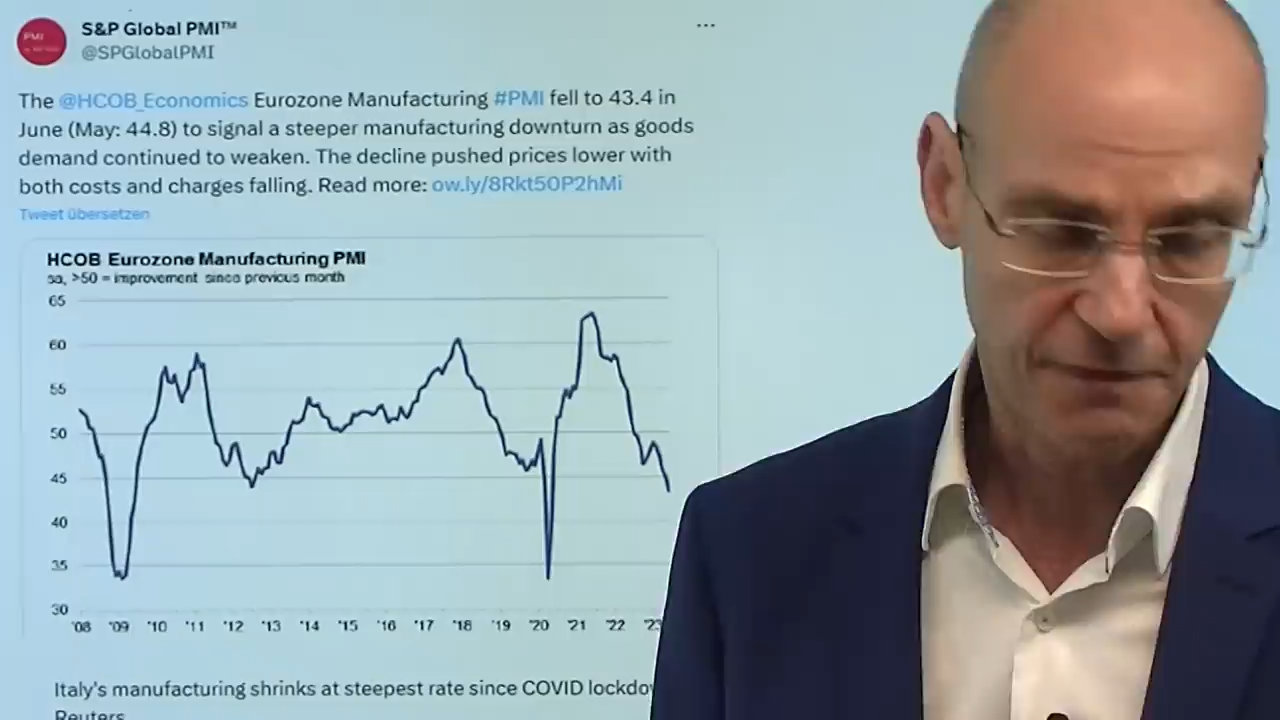 S&P Global PMI™
@SPGlobalPMI
PMI
...
The @HCOB_Economics Eurozone Manufacturing #PMI fell to 43.4 in
June (May: 44.8) to signal a steeper manufacturing downturn as goods
demand continued to weaken. The decline pushed prices lower with
both costs and charges falling. Read more: ow.ly/8Rkt50P2hMi
Tweet übersetzen
HCOB Eurozone Manufacturing PMI
sa, >50 = improvement since previous month
65
60
55
50
45
40
35
30
'08 '09 '10 '11 '12 '13 '14 '15 '16 '17 '18 '19 '20 '21 '22 '23
Italy's manufacturing shrinks at steepest rate since COVID lockdo
Reuters